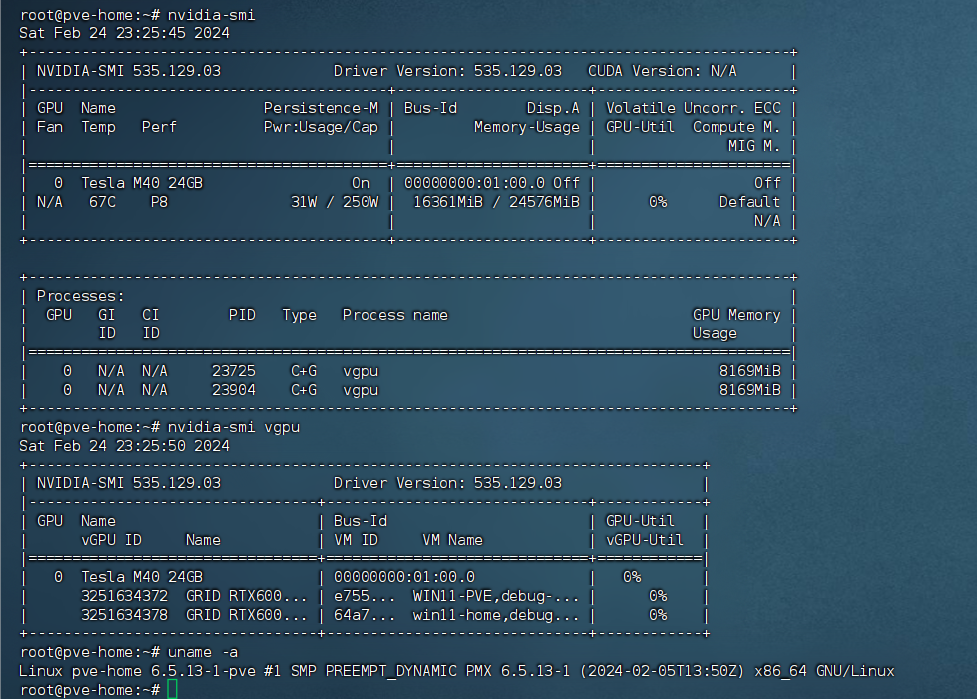 root@pve-home:~# nvidia-smi
Sat Feb 24 23:25:45 2024
+-----------------------------------------------------------------------------------------+
| NVIDIA-SMI 535.129.03             Driver Version: 535.129.03   CUDA Version: N/A      |
|-----------------------------------------+----------------------+----------------------+
| GPU  Name                 Persistence-M | Bus-Id        Disp.A | Volatile Uncorr. ECC |
| Fan  Temp   Perf          Pwr:Usage/Cap |         Memory-Usage | GPU-Util  Compute M. |
|                                         |                      |               MIG M. |
|=========================================+======================+======================|
|   0  Tesla M40 24GB                 On  | 00000000:01:00.0 Off |                  Off |
| N/A   67C    P8              31W / 250W |  16361MiB / 24576MiB |      0%      Default |
|                                         |                      |                  N/A |
+-----------------------------------------+----------------------+----------------------+
+---------------------------------------------------------------------------------------+
| Processes:                                                                            |
|  GPU   GI   CI        PID   Type   Process name                            GPU Memory |
|        ID   ID                                                             Usage      |
|=======================================================================================|
|    0   N/A  N/A     23725    C+G   vgpu                                       8169MiB |
|    0   N/A  N/A     23904    C+G   vgpu                                       8169MiB |
+---------------------------------------------------------------------------------------+
root@pve-home:~# nvidia-smi vgpu
Sat Feb 24 23:25:50 2024
+-----------------------------------------------------------------------------+
| NVIDIA-SMI 535.129.03             Driver Version: 535.129.03                |
|---------------------------------+------------------------------+------------+
| GPU  Name                       | Bus-Id                       | GPU-Util   |
|      vGPU ID     Name           | VM ID     VM Name            | vGPU-Util  |
|=================================+==============================+============|
|   0  Tesla M40 24GB             | 00000000:01:00.0             |   0%       |
|      3251634372  GRID RTX600... | e755...  WIN11-PVE,debug-... |      0%    |
|      3251634378  GRID RTX600... | 64a7...  win11-home,debug... |      0%    |
+---------------------------------+------------------------------+------------+
root@pve-home:~# uname -a
Linux pve-home 6.5.13-1-pve #1 SMP PREEMPT_DYNAMIC PMX 6.5.13-1 (2024-02-05T13:50Z) x86_64 GNU/Linux
root@pve-home:~#